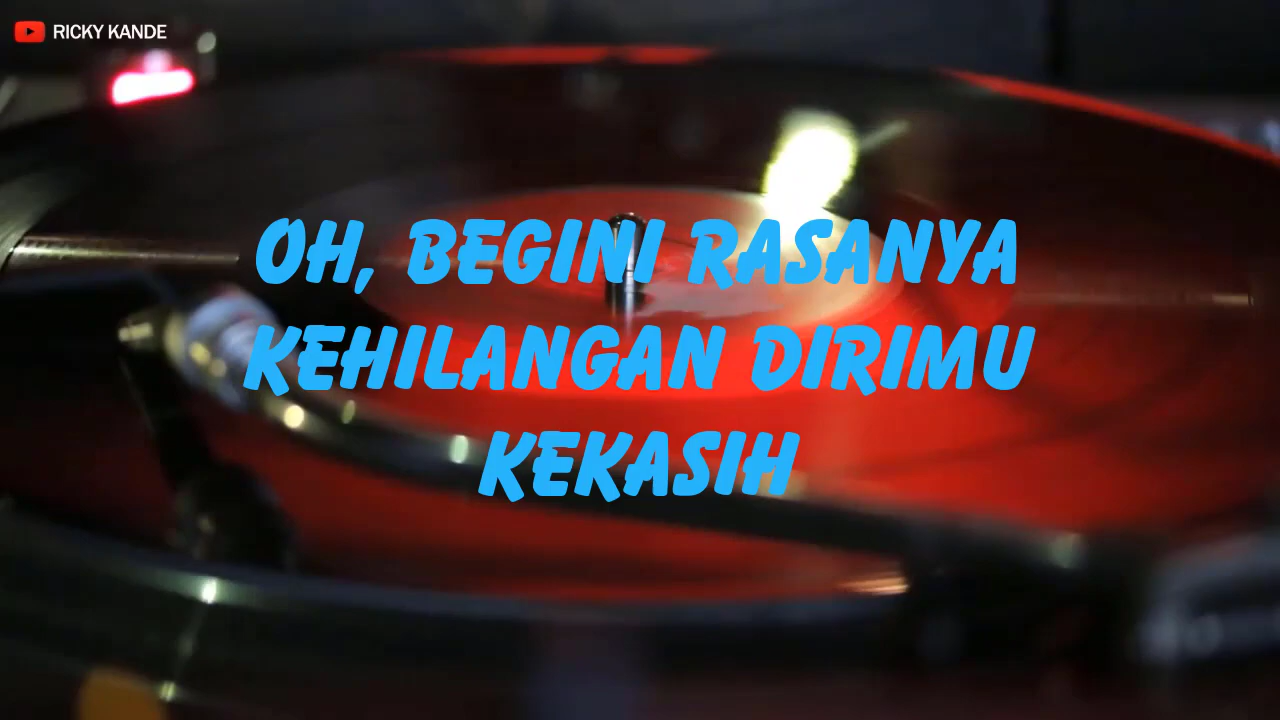 RICKY KANDE
OH, BEGINI RASANYA
KEHILANGAN DIRIMU
KEKASIH